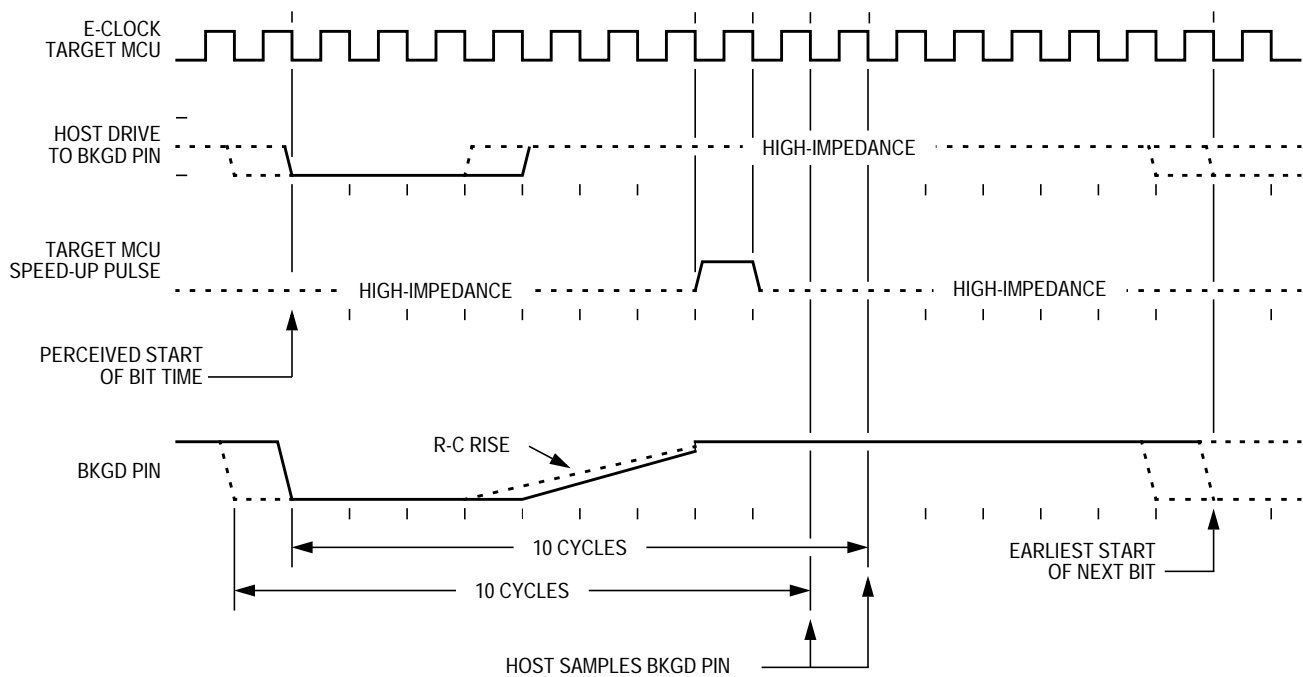 E-CLOCK
TARGET MCU
HOST DRIVE
TO BKGD PIN
HIGH-IMPEDANCE
TARGET MCU
SPEED-UP PULSE
HIGH-IMPEDANCE
HIGH-IMPEDANCE
PERCEIVED START
OF BIT TIME
R-C RISE
BKGD PIN
10 CYCLES
EARLIEST START
OF NEXT BIT
10 CYCLES
HOST SAMPLES BKGD PIN